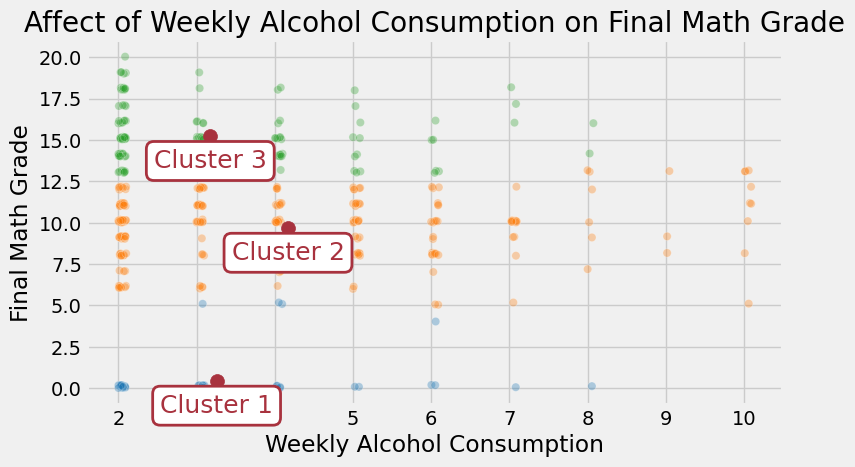 Affect of Weekly Alcohol Consumption on Final Math Grade
Final Math Grade
20.0
17.5
15.0
12.5
10.0
7.5
5.0
2.5
0.0
Cluster 3
Cluster 2
Cluster 1
2 5 6 7 8 9 10
Weekly Alcohol Consumption